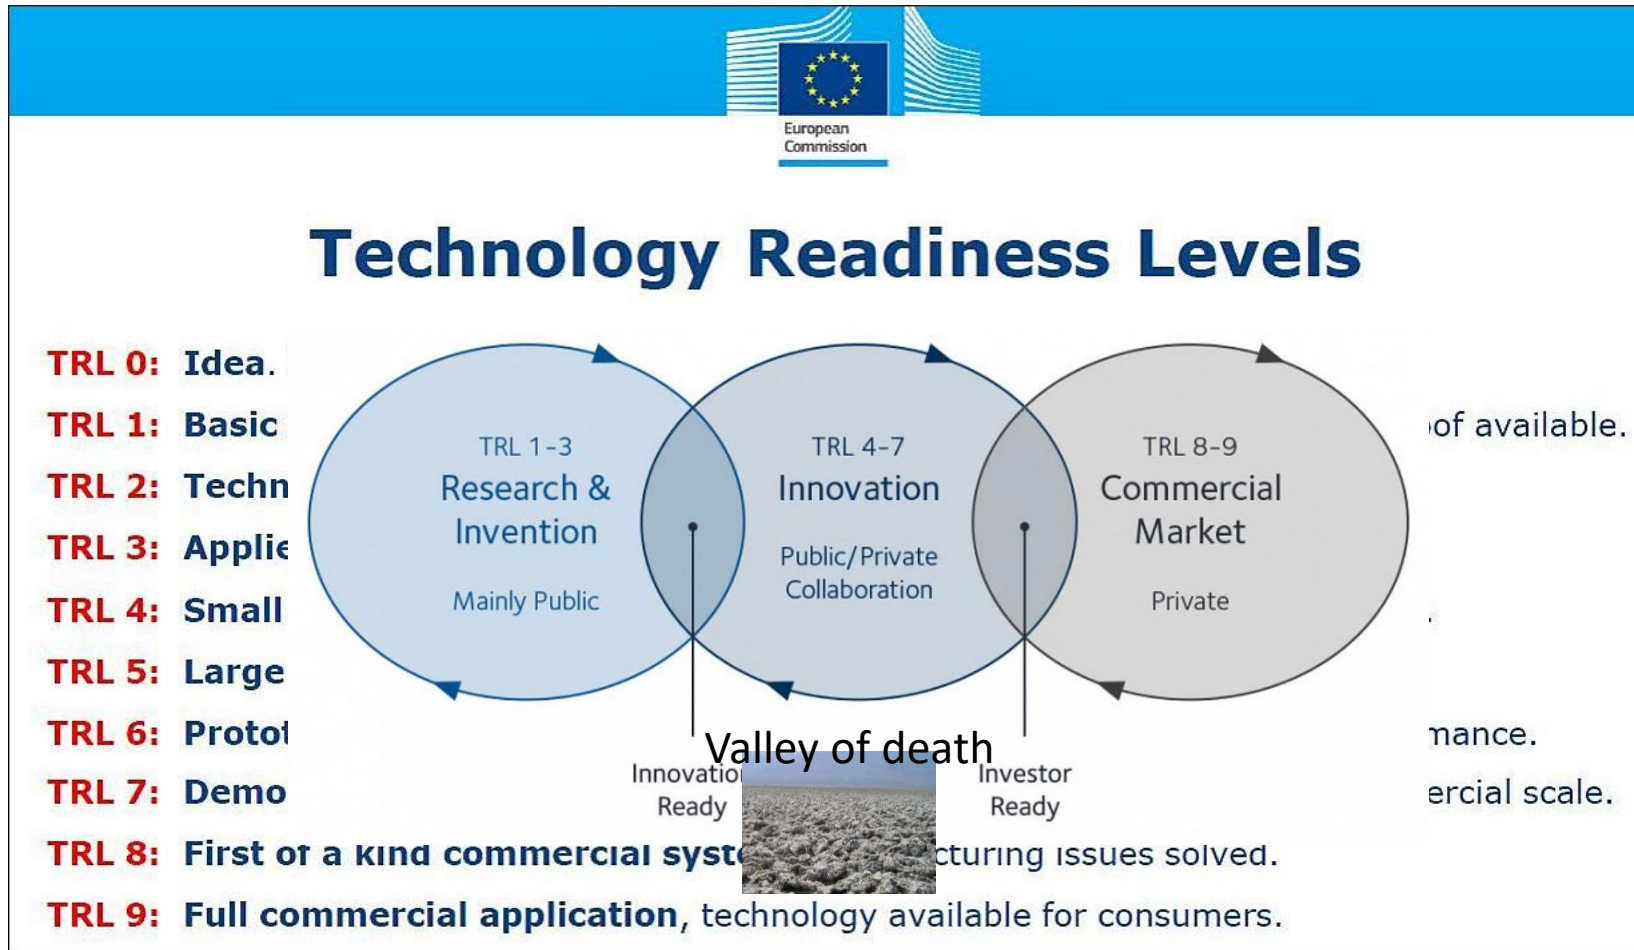 European
Commission
Technology Readiness Levels
TRL 0: Idea.
TRL 1: Basic of available.
TRL 2: Techn
TRL 3: Applie
TRL 4: Small
TRL 5: Large
TRL 6: Protot mance.
TRL 7: Demo ercial scale.
TRL 8: First of a kind commercial syste cturing issues solved.
TRL 9: Full commercial application, technology available for consumers.
TRL 1-3
Research &
Invention
Mainly Public
TRL 4-7
Innovation
Public/Private
Collaboration
TRL 8-9
Commercial
Market
Private
Valley of death
Innovation
Ready
Investor
Ready